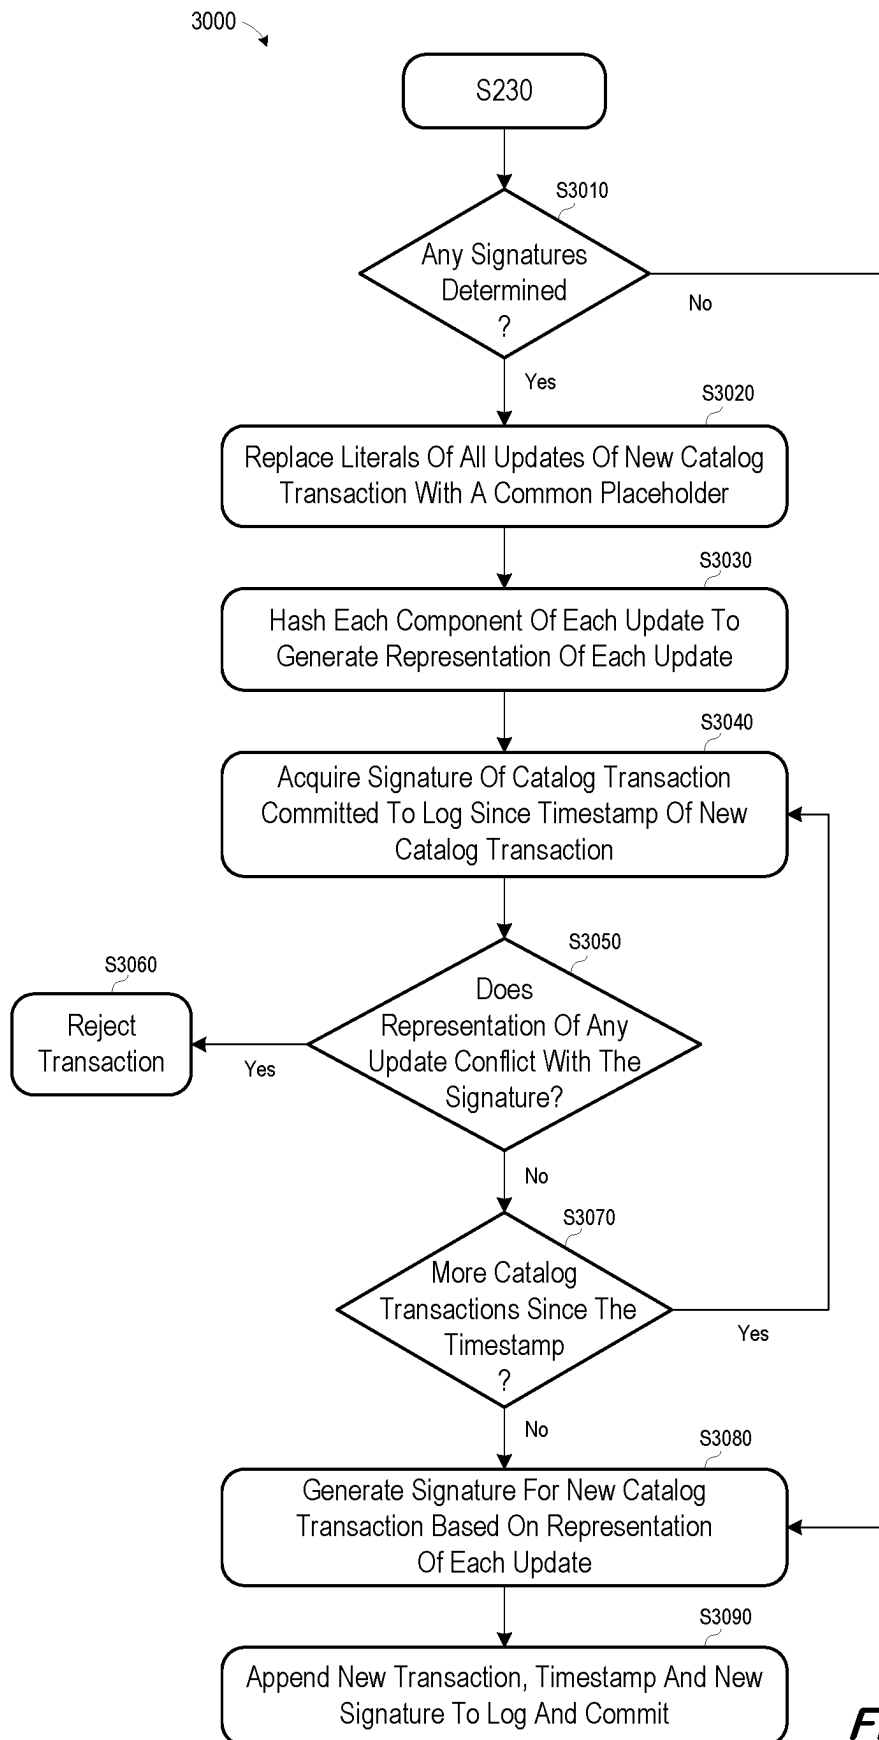 3000
S230
S3010
Any Signatures
Determined
?
No
Yes
S3020
Replace Literals Of All Updates Of New Catalog
Transaction With A Common Placeholder
S3030
Hash Each Component Of Each Update To
Generate Representation Of Each Update
S3040
Acquire Signature Of Catalog Transaction
Committed To Log Since Timestamp Of New
Catalog Transaction
S3050
Does
Representation Of Any
Update Conflict With The
Signature?
S3060
Reject
Transaction
Yes
No
S3070
More Catalog
Transactions Since The
Timestamp
?
Yes
No
S3080
Generate Signature For New Catalog
Transaction Based On Representation
Of Each Update
S3090
Append New Transaction, Timestamp And New
Signature To Log And Commit